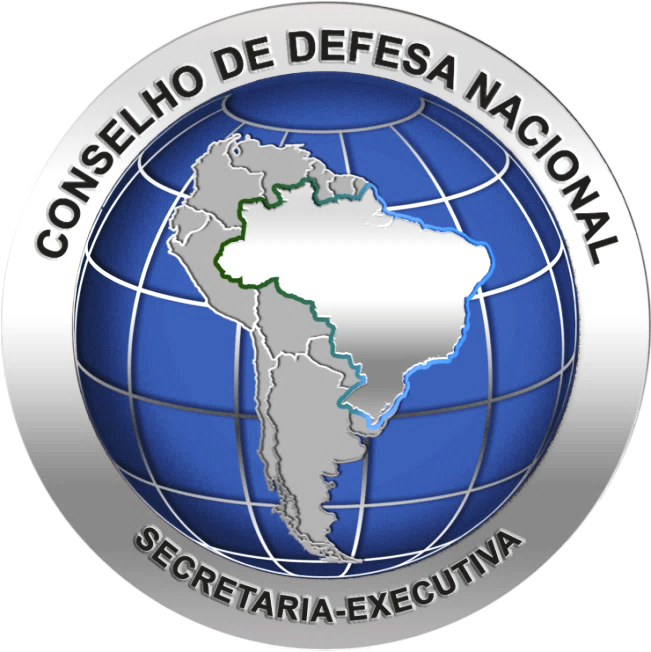 CONSELHO DE DEFESA NACIONAL
SECRETARIA-EXECUTIVA